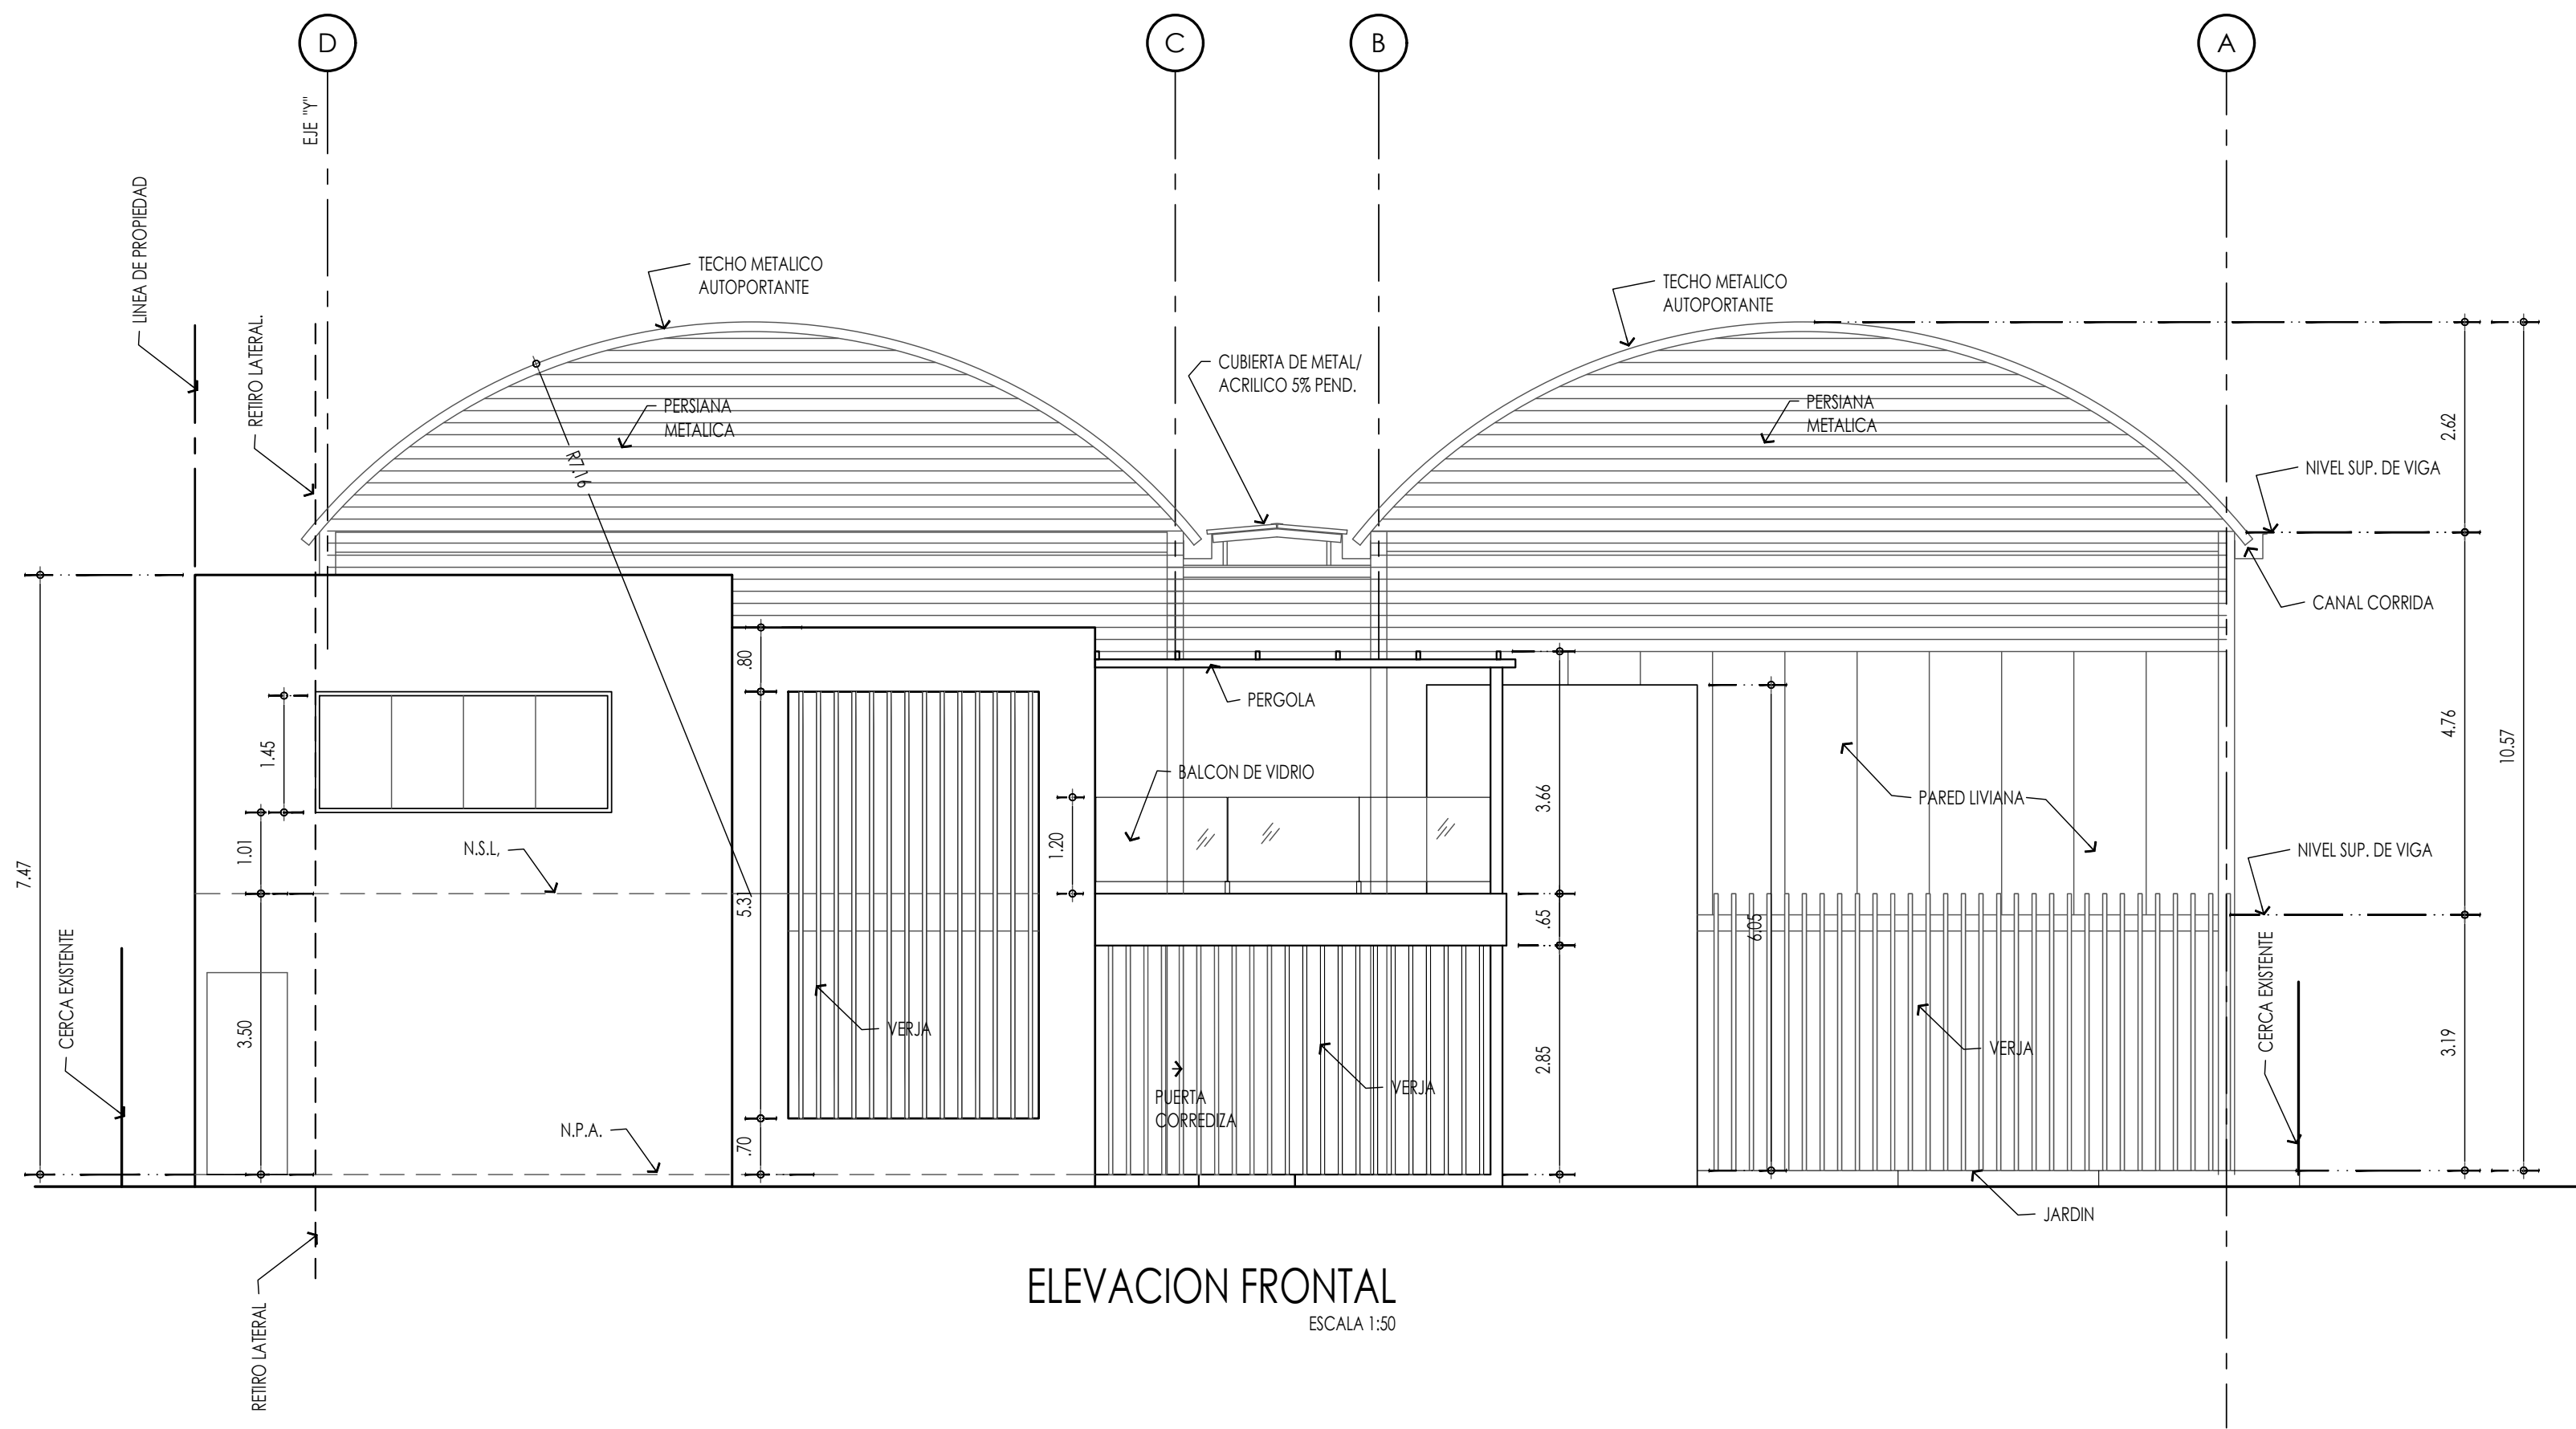 D
C
B
A
EJE "Y"
LINEA DE PROPIEDAD
RETIRO LATERAL.
TECHO METALICO
AUTOPORTANTE
TECHO METALICO
AUTOPORTANTE
CUBIERTA DE METAL/
ACRILICO 5% PEND.
PERSIANA
METALICA
PERSIANA
METALICA
R7.16
2.62
NIVEL SUP. DE VIGA
CANAL CORRIDA
.80
PERGOLA
1.45
4.76
10.57
BALCON DE VIDRIO
3.66
PARED LIVIANA
1.01
N.S.L,
1.20
7.47
NIVEL SUP. DE VIGA
5.31
.65
6.05
CERCA EXISTENTE
CERCA EXISTENTE
3.50
VERJA
VERJA
3.19
2.85
VERJA
PUERTA
CORREDIZA
N.P.A.
.70
JARDIN
ELEVACION FRONTAL
ESCALA 1:50
RETIRO LATERAL